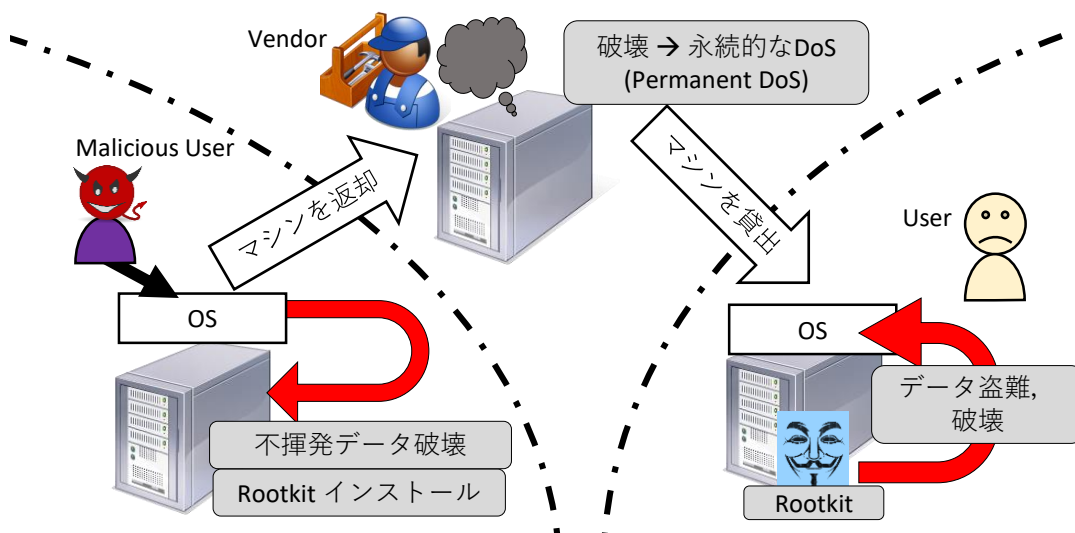 Vendor
破壊 → 永続的なDoS
(Permanent DoS)
Malicious User
マシンを返却
マシンを貸出
User
OS
OS
不揮発データ破壊
Rootkit インストール
データ盗難,
破壊
Rootkit